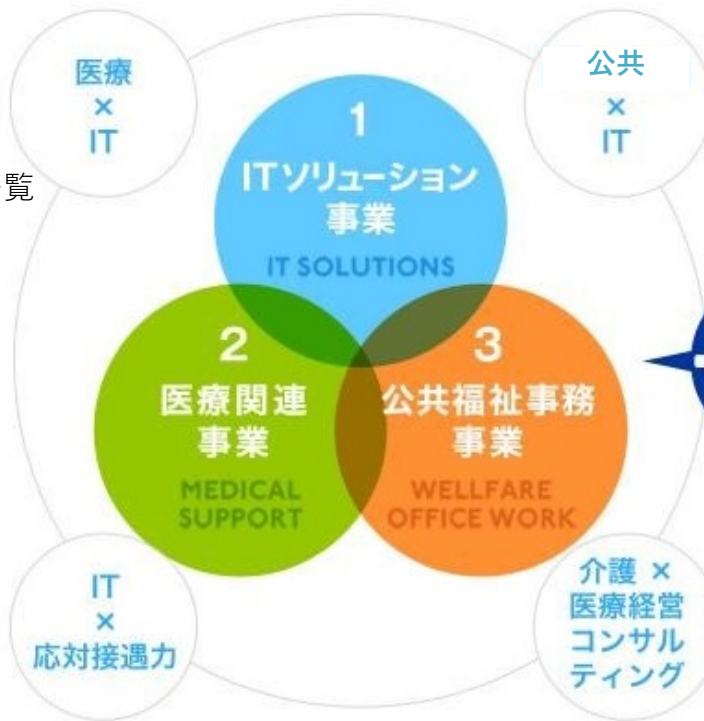 医療
×
IT
公共
×
IT
覧
1
ITソリューション
事業
IT SOLUTIONS
2
医療関連
事業
MEDICAL
SUPPORT
3
公共福祉事務
事業
WELLFARE
OFFICE WORK
IT
×
応対接遇力
介護 ×
医療経営
コンサル
ティング